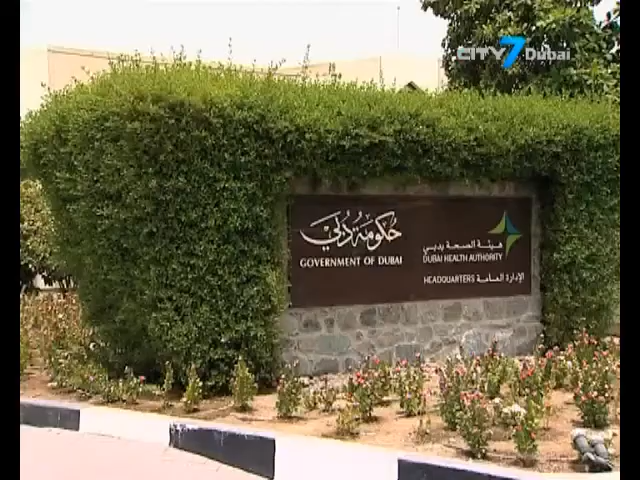 CITY 7 Dubai
حكومة دبي
GOVERNMENT OF DUBAI
هيئة الصحة بدبي
DUBAI HEALTH AUTHORITY
HEADQUARTERS الإدارة العامة